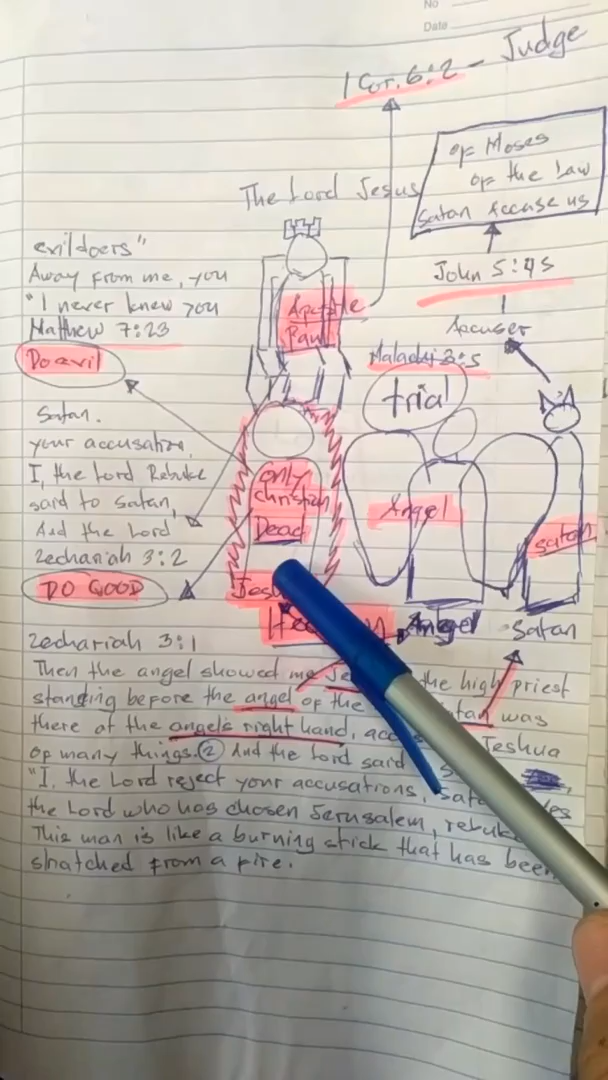 No
Date
1 Cor. 6:2 - Judge
of Moses
of the law
Satan Accuse us
The Lord Jesus
John 5:45
Accuser
evildoers"
Away from me, you
"I never knew you
Matthew 7:23
Do evil
Apostle
Paul
Malachi 3:5
trial
Satan.
your accusation,
I, the Lord Rebuke
said to Satan,
And the Lord
Zechariah 3:2
DO GOOD
only
christian
Dead
Angel
satan
Angel
Satan
Zechariah 3:1
Then the angel showed me the high priest
standing before the angel of the was
there at the angel's right hand, Jeshua
of many things. ② And the Lord said
"I, the Lord reject your accusations,
the Lord who has chosen Jerusalem,
This man is like a burning stick that has been
snatched from a fire.